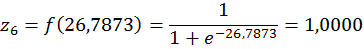 z₆ = f(26,7873) = 1 / (1 + e^−26,7873) = 1,0000